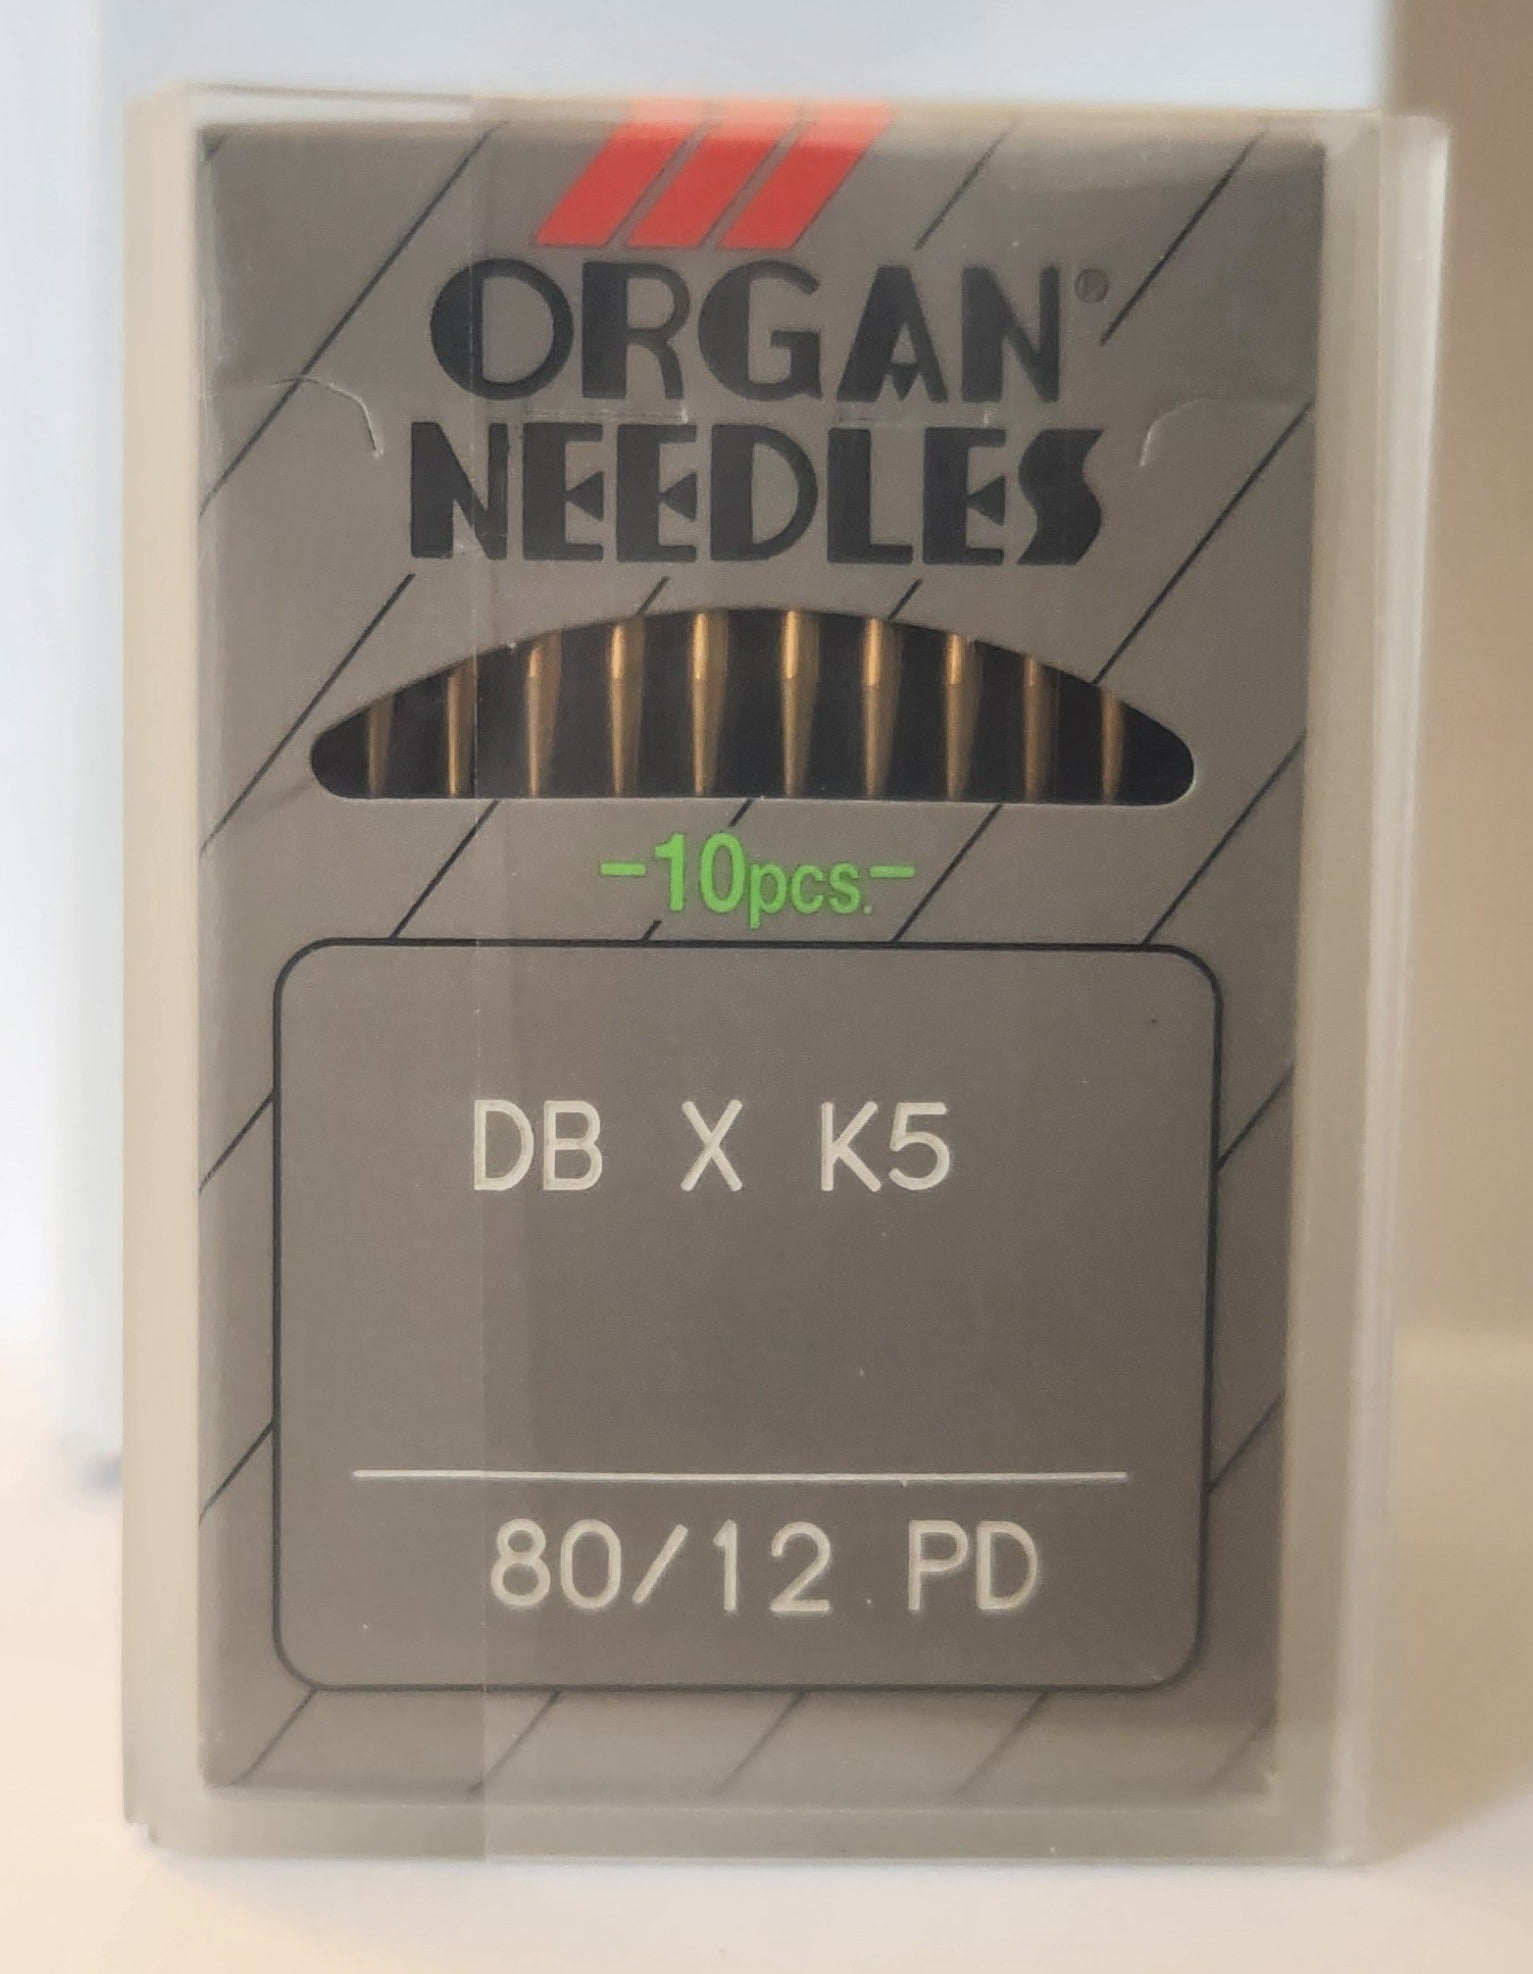 ORGAN®
NEEDLES
-10pcs.-
DB X K5
80/12 PD